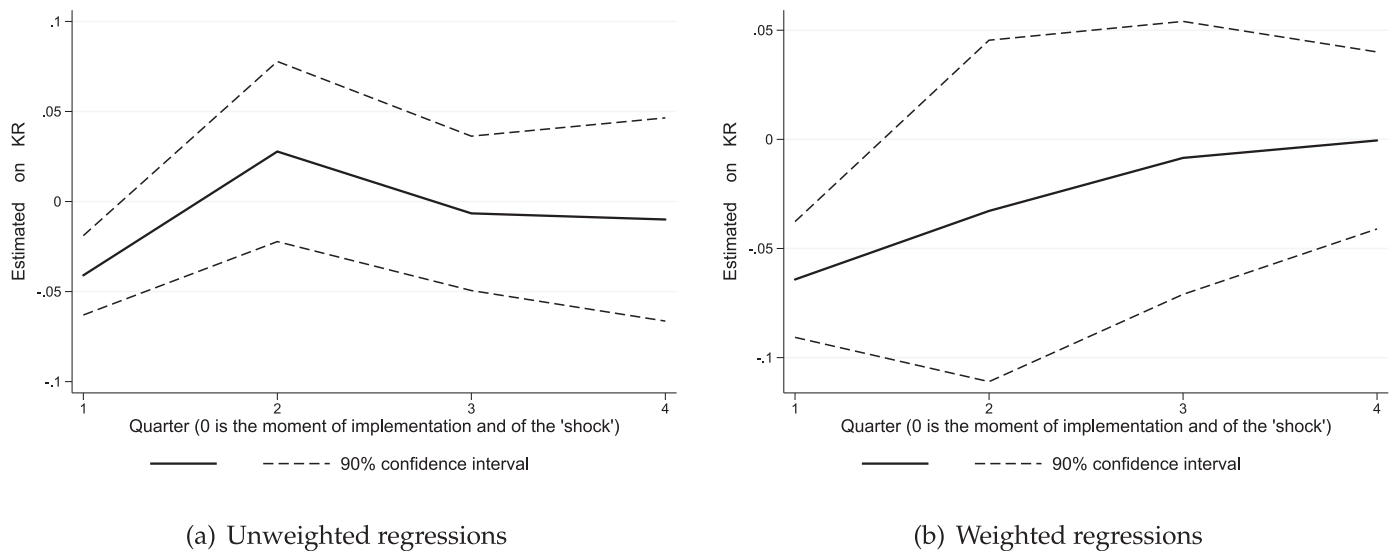 .1
.05
0
-.05
-.1
Estimated on KR
1 2 3 4
Quarter (0 is the moment of implementation and of the 'shock')
90% confidence interval
(a) Unweighted regressions
.05
0
-.05
-.1
Estimated on KR
1 2 3 4
Quarter (0 is the moment of implementation and of the 'shock')
90% confidence interval
(b) Weighted regressions